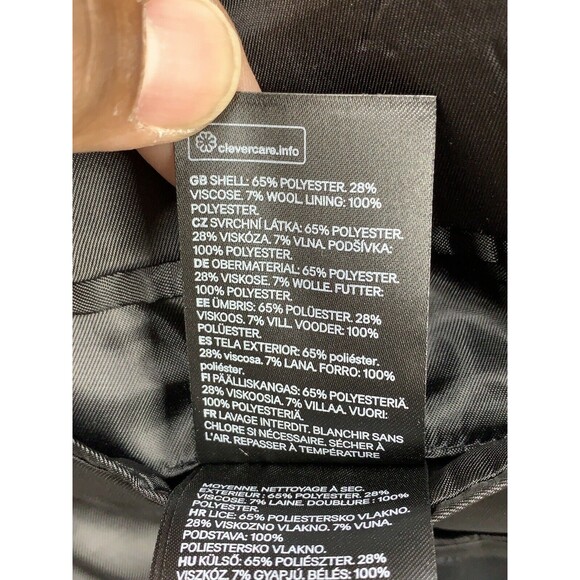 clevercare.info
GB SHELL: 65% POLYESTER. 28%
VISCOSE. 7% WOOL. LINING: 100%
POLYESTER.
CZ SVRCHNÍ LÁTKA: 65% POLYESTER.
28% VISKÓZA. 7% VLNA. PODŠÍVKA:
100% POLYESTER.
DE OBERMATERIAL: 65% POLYESTER.
28% VISKOSE. 7% WOLLE. FUTTER:
100% POLYESTER.
EE ÜMBRIS: 65% POLÜESTER. 28%
VISKOOS. 7% VILL. VOODER: 100%
POLÜESTER.
ES TELA EXTERIOR: 65% poliéster.
28% viscosa. 7% LANA. FORRO: 100%
poliéster.
FI PÄÄLLISKANGAS: 65% POLYESTERIÄ.
28% VISKOOSIA. 7% VILLAA. VUORI:
100% POLYESTERIÄ.
FR LAVAGE INTERDIT. BLANCHIR SANS
CHLORE SI NÉCESSAIRE. SÉCHER À
L'AIR. REPASSER À TEMPÉRATURE
MOYENNE. NETTOYAGE À SEC.
EXTÉRIEUR : 65% POLYESTER. 28%
VISCOSE. 7% LAINE. DOUBLURE : 100%
POLYESTER.
HR LICE: 65% POLIESTERSKO VLAKNO.
28% VISKOZNO VLAKNO. 7% VUNA.
PODSTAVA: 100%
POLIESTERSKO VLAKNO.
HU KÜLSŐ: 65% POLIÉSZTER. 28%
VISZKÓZ. 7% GYAPJÚ. BÉLÉS: 100%